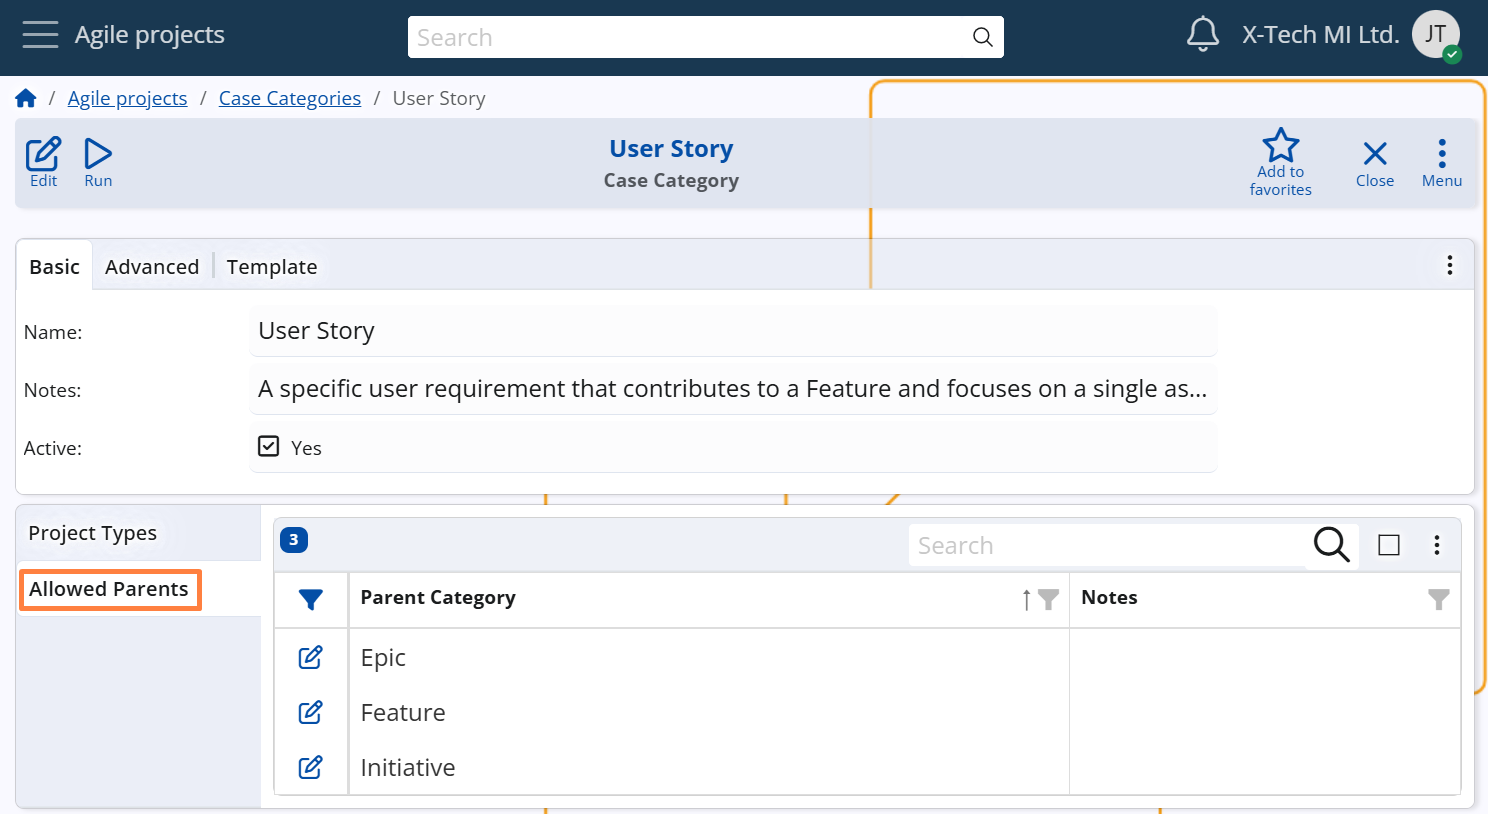 Agile projects
Search
X-Tech MI Ltd.
JT
/ Agile projects / Case Categories / User Story
Edit
Run
User Story
Case Category
Add to
favorites
Close
Menu
Basic
Advanced
Template
Name:
User Story
Notes:
A specific user requirement that contributes to a Feature and focuses on a single as...
Active:
Yes
Project Types
Allowed Parents
3
Search
Parent Category
Notes
Epic
Feature
Initiative